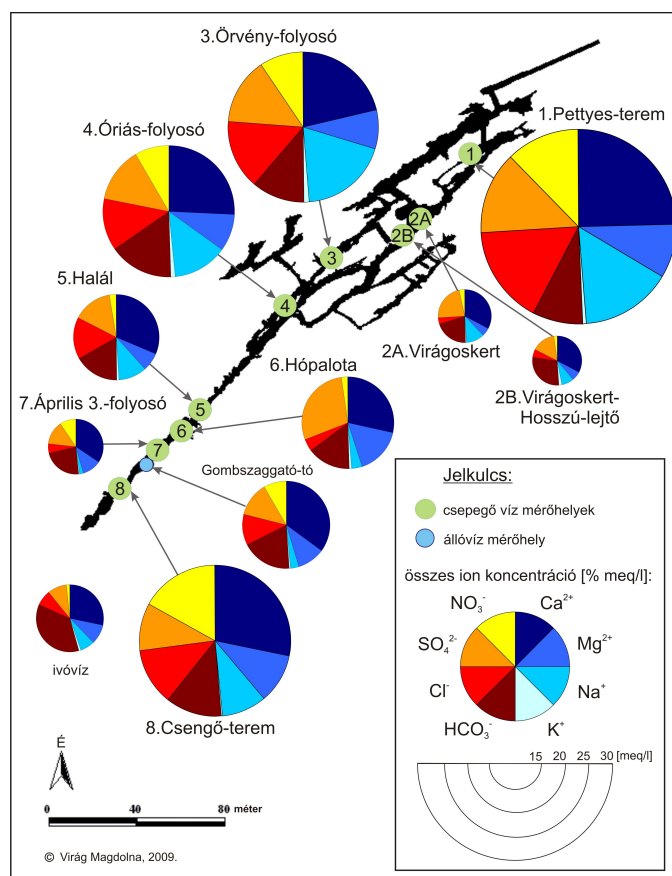 3.Örvény-folyosó
4.Óriás-folyosó
1.Pettyes-terem
1
2A
2B
3
4
5.Halál
2A.Virágoskert
6.Hópalota
2B.Virágoskert-
Hosszú-lejtő
7.Április 3.-folyosó
5
6
7
8
Gombszaggató-tó
ivóvíz
8.Csengő-terem
Jelkulcs:
csepegő víz mérőhelyek
állóvíz mérőhely
összes ion koncentráció [% meq/l]:
NO₃⁻ Ca²⁺
SO₄²⁻ Mg²⁺
Cl⁻ Na⁺
HCO₃⁻ K⁺
15 20 25 30 [meq/l]
É
0 40 80 méter
© Virág Magdolna, 2009.